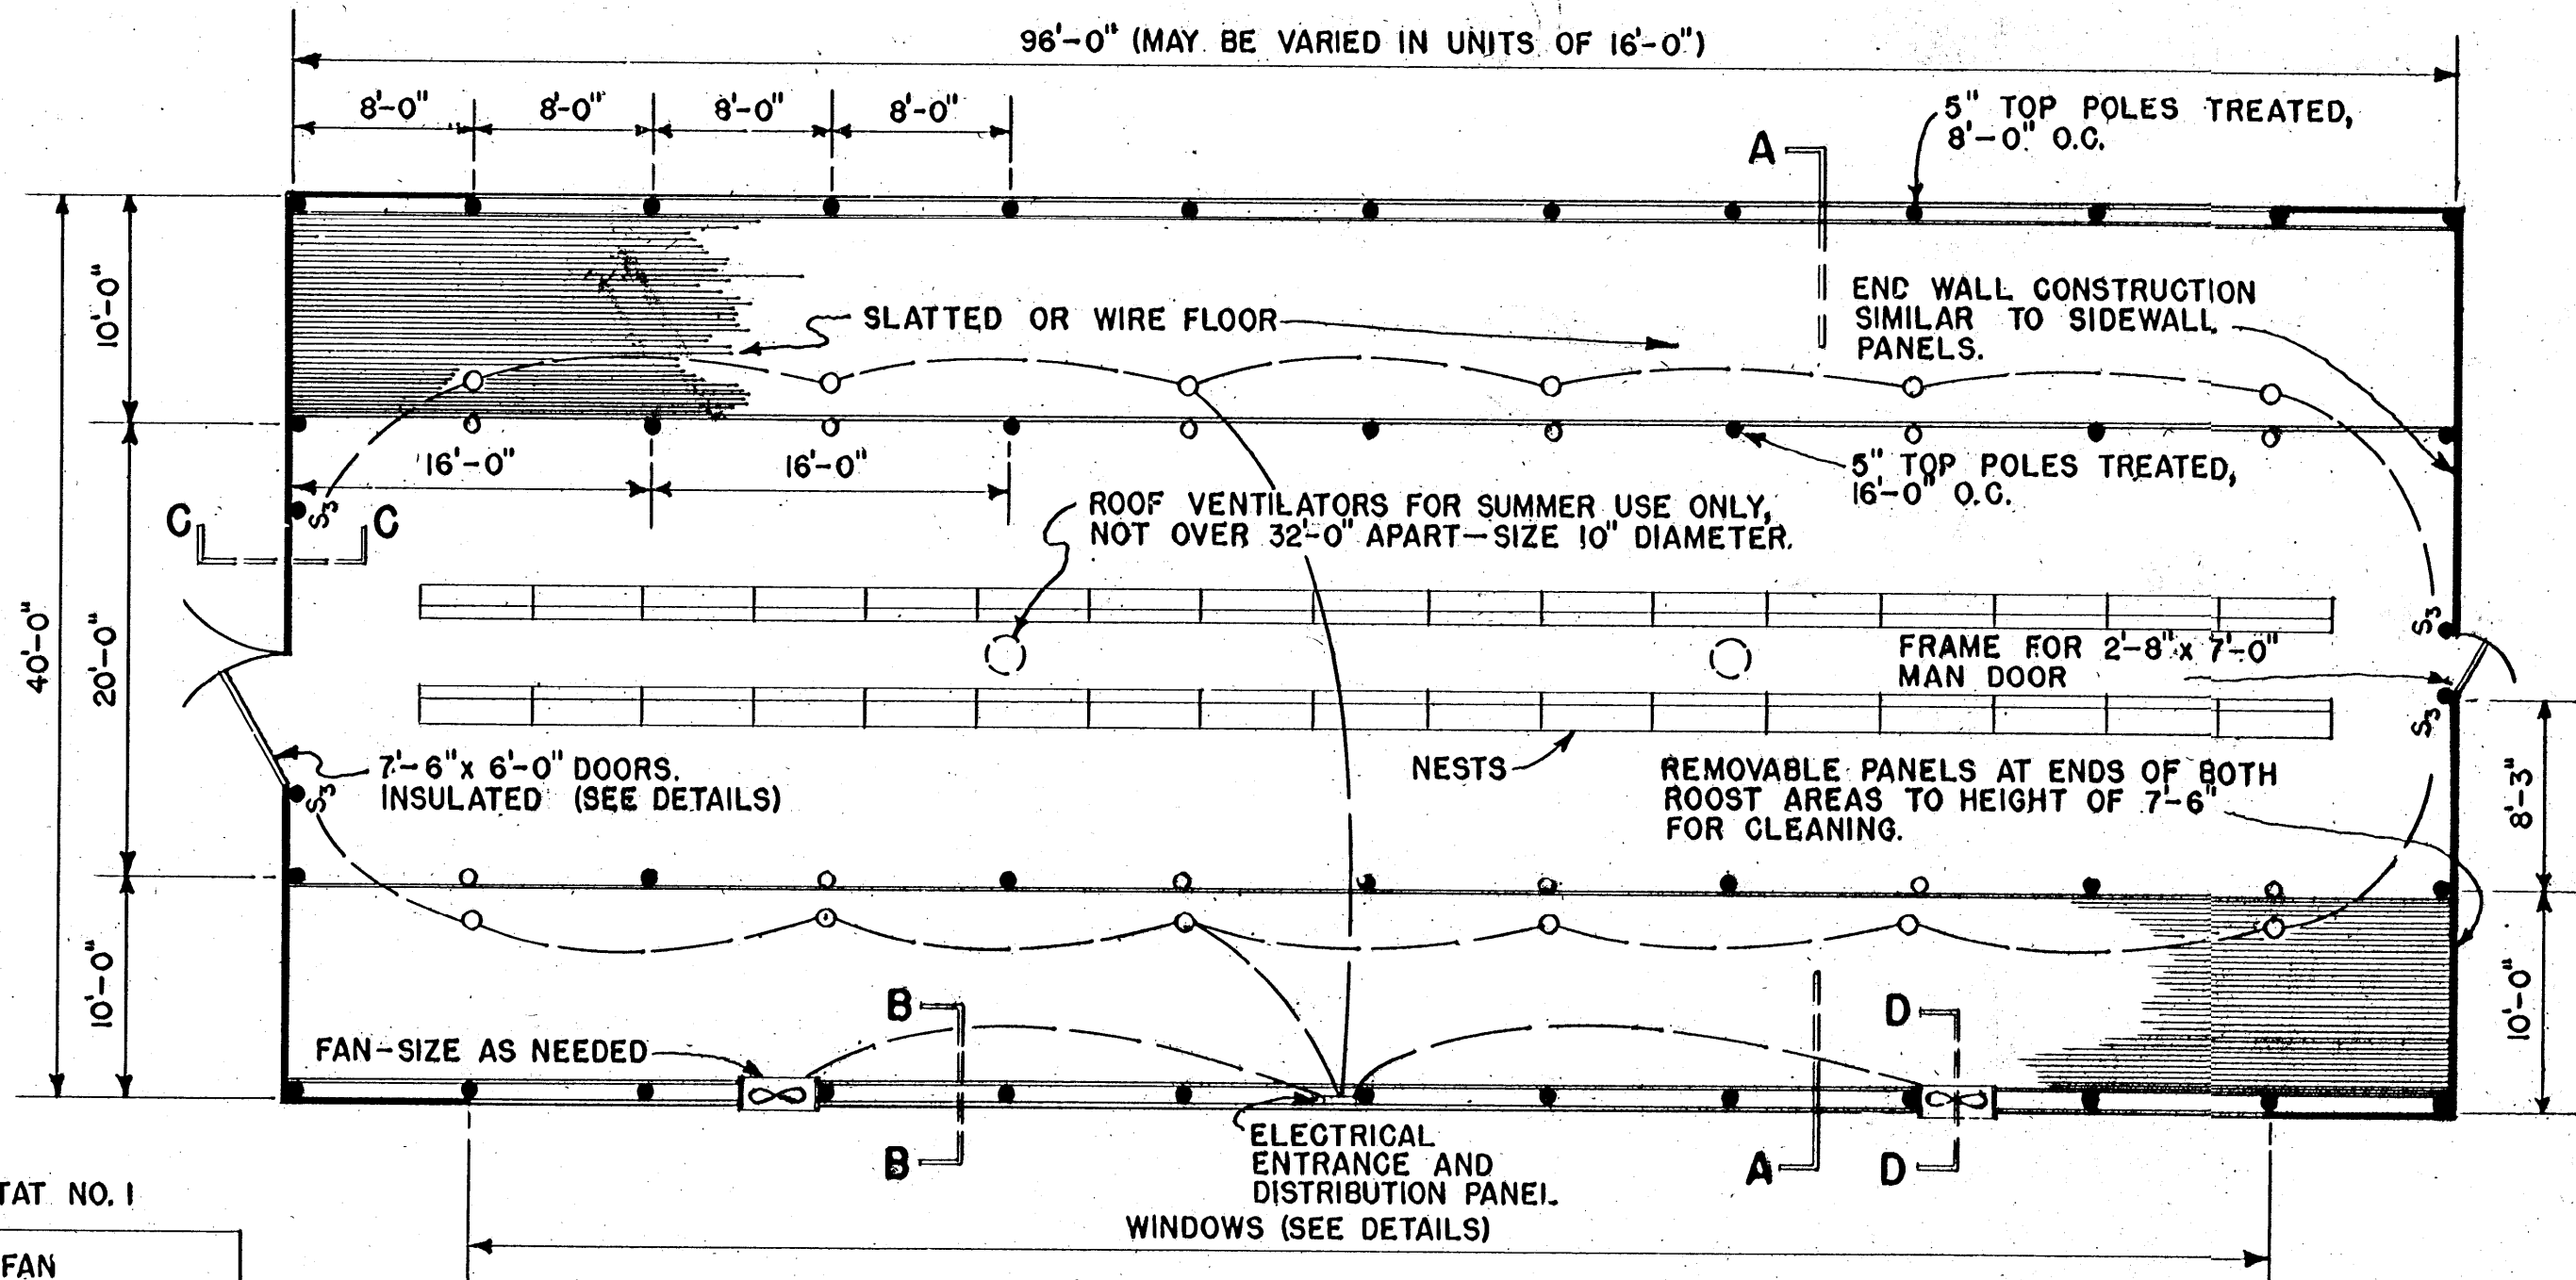 96'-0" (MAY BE VARIED IN UNITS OF 16'-0")
8'-0" 8'-0" 8'-0" 8'-0"
5" TOP POLES TREATED,
8'-0" O.C.
A
10'-0"
SLATTED OR WIRE FLOOR
END WALL CONSTRUCTION
SIMILAR TO SIDEWALL
PANELS.
16'-0" 16'-0"
5" TOP POLES TREATED,
16'-0" O.C.
C C
S3
ROOF VENTILATORS FOR SUMMER USE ONLY,
NOT OVER 32'-0" APART—SIZE 10" DIAMETER.
40'-0"
20'-0"
S3
FRAME FOR 2'-8" x 7'-0"
MAN DOOR
S3
7'-6" x 6'-0" DOORS.
INSULATED (SEE DETAILS)
S3
NESTS
REMOVABLE PANELS AT ENDS OF BOTH
ROOST AREAS TO HEIGHT OF 7'-6"
FOR CLEANING.
8'-3"
10'-0"
10'-0"
B
D
FAN-SIZE AS NEEDED
B
A
D
ELECTRICAL
ENTRANCE AND
DISTRIBUTION PANEL
WINDOWS (SEE DETAILS)
TAT NO. 1
FAN